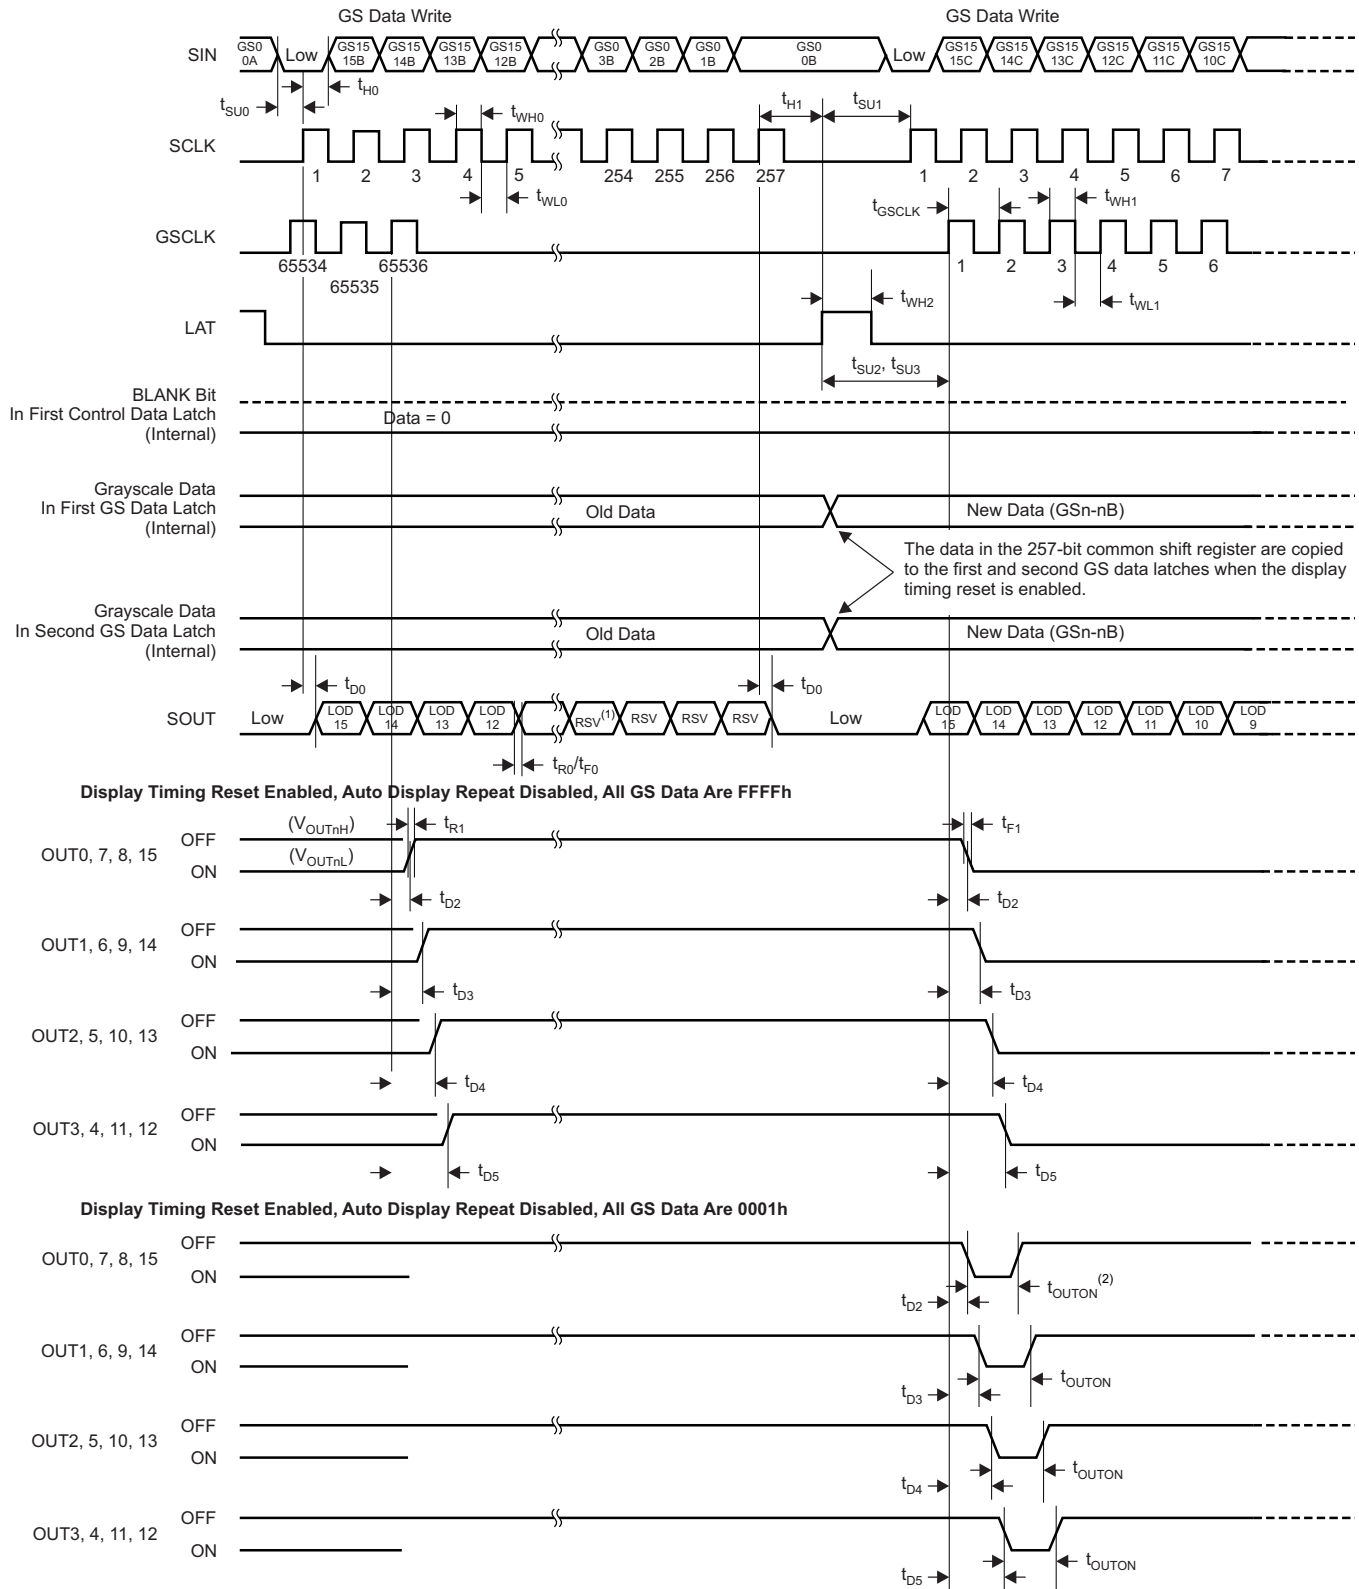 GS Data Write GS Data Write
SIN GS0 0A Low GS15 15B GS15 14B GS15 13B GS15 12B GS0 3B GS0 2B GS0 1B GS0 0B Low GS15 15C GS15 14C GS15 13C GS15 12C GS15 11C GS15 10C
tSU0 tH0 tWH0 tH1 tSU1
SCLK
1 2 3 4 5 254 255 256 257 1 2 3 4 5 6 7
tWL0 tGSCLK tWH1
GSCLK
65534 65535 65536 1 2 3 4 5 6
tWH2 tWL1
LAT
tSU2, tSU3
BLANK Bit
In First Control Data Latch
(Internal)
Data = 0
Grayscale Data
In First GS Data Latch
(Internal)
Old Data New Data (GSn-nB)
The data in the 257-bit common shift register are copied
to the first and second GS data latches when the display
timing reset is enabled.
Grayscale Data
In Second GS Data Latch
(Internal)
Old Data New Data (GSn-nB)
tD0 tD0
SOUT Low LOD 15 LOD 14 LOD 13 LOD 12 RSV(1) RSV RSV RSV Low LOD 15 LOD 14 LOD 13 LOD 12 LOD 11 LOD 10 LOD 9
tR0/tF0
Display Timing Reset Enabled, Auto Display Repeat Disabled, All GS Data Are FFFFh
OUT0, 7, 8, 15 OFF (VOUTnH) tR1 tF1
ON (VOUTnL)
tD2 tD2
OUT1, 6, 9, 14 OFF
ON
tD3 tD3
OUT2, 5, 10, 13 OFF
ON
tD4 tD4
OUT3, 4, 11, 12 OFF
ON
tD5 tD5
Display Timing Reset Enabled, Auto Display Repeat Disabled, All GS Data Are 0001h
OUT0, 7, 8, 15 OFF
ON
tD2 tOUTON(2)
OUT1, 6, 9, 14 OFF
ON
tD3 tOUTON
OUT2, 5, 10, 13 OFF
ON
tD4 tOUTON
OUT3, 4, 11, 12 OFF
ON
tD5 tOUTON